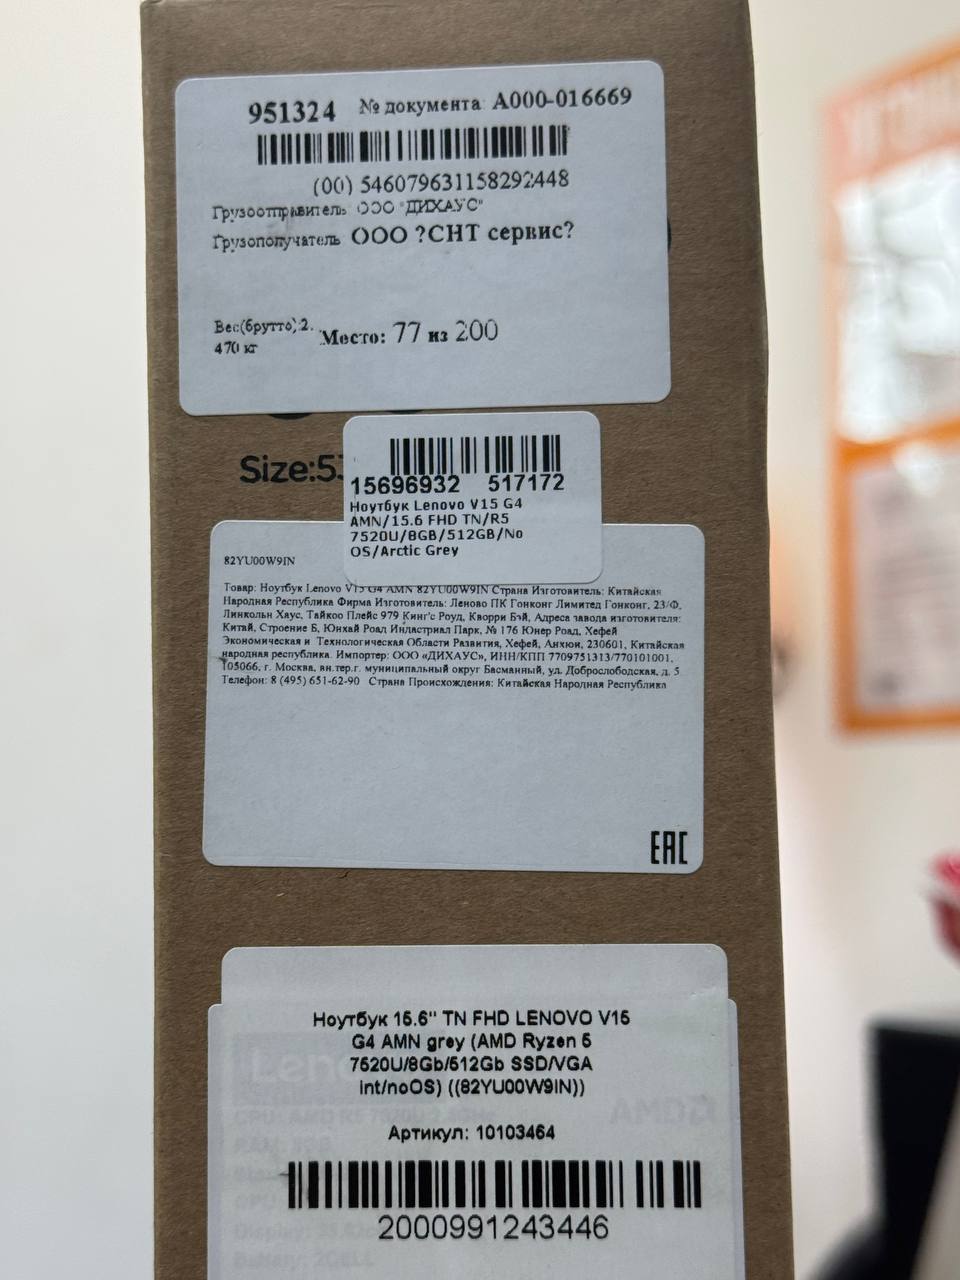 951324 № документа: A000-016669
(00) 546079631158292448
Грузоотправитель ООО "ДИХАУС"
Грузополучатель ООО ?СНТ сервис?
Вес(брутто):2.
470 кг
Место: 77 из 200
Size:53
15696932 517172
Ноутбук Lenovo V15 G4
AMN/15.6 FHD TN/R5
7520U/8GB/512GB/No
OS/Arctic Grey
82YU00W9IN
Товар: Ноутбук Lenovo V15 G4 AMN 82YU00W9IN Страна Изготовитель: Китайская
Народная Республика Фирма Изготовитель: Леново ПК Гонконг Лимитед Гонконг, 23/Ф,
Линкольн Хаус, Тайкоо Плейс 979 Кинг'с Роуд, Кворри Бэй, Адреса завода изготовителя:
Китай, Строение Б, Юнхай Роад Индастриал Парк, № 176 Юнер Роад, Хефей
Экономическая и Технологическая Области Развития, Хефей, Анхюи, 230601, Китайская
народная республика. Импортер: ООО «ДИХАУС», ИНН/КПП 7709751313/770101001,
105066, г. Москва, вн.тер.г. муниципальный округ Басманный, ул. Доброслободская, д. 5
Телефон: 8 (495) 651-62-90 Страна Происхождения: Китайская Народная Республика
EAC
Ноутбук 15.6" TN FHD LENOVO V15
G4 AMN grey (AMD Ryzen 5
7520U/8Gb/512Gb SSD/VGA
int/noOS) ((82YU00W9IN))
Артикул: 10103464
2000991243446